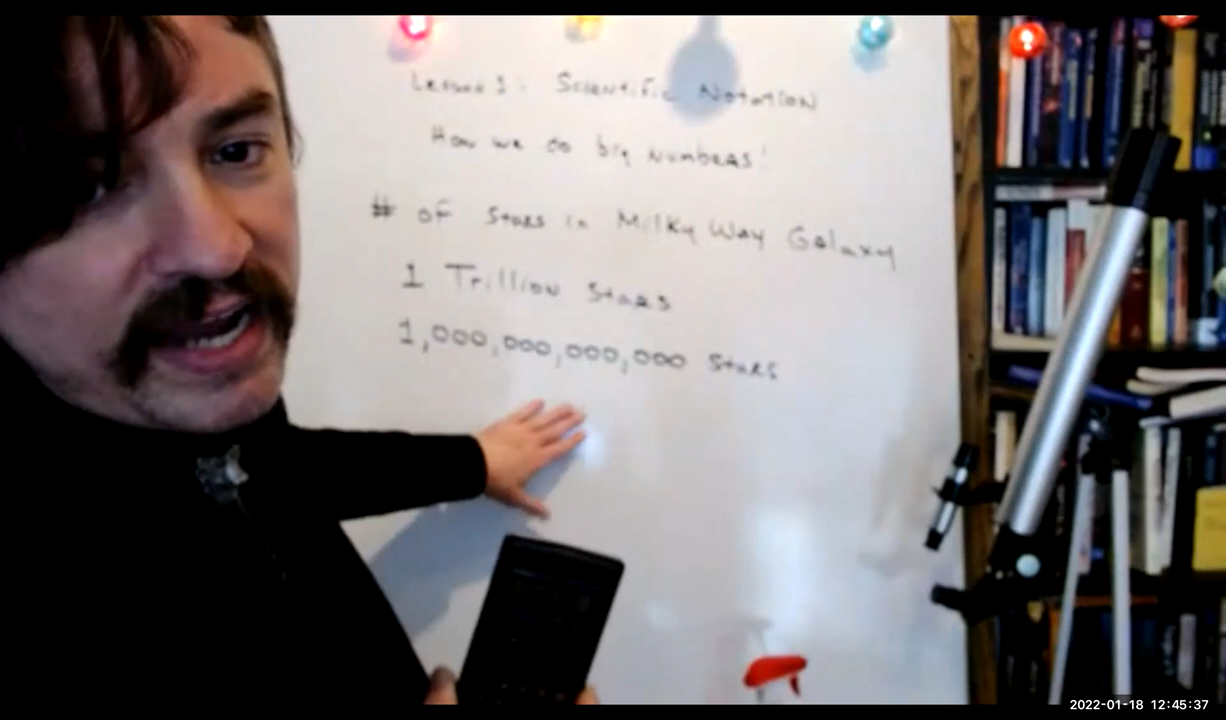 Lesson 1: Scientific Notation
How we do big numbers!
# of Stars in Milky Way Galaxy
1 Trillion Stars
1,000,000,000,000 Stars
2022-01-18 12:45:37